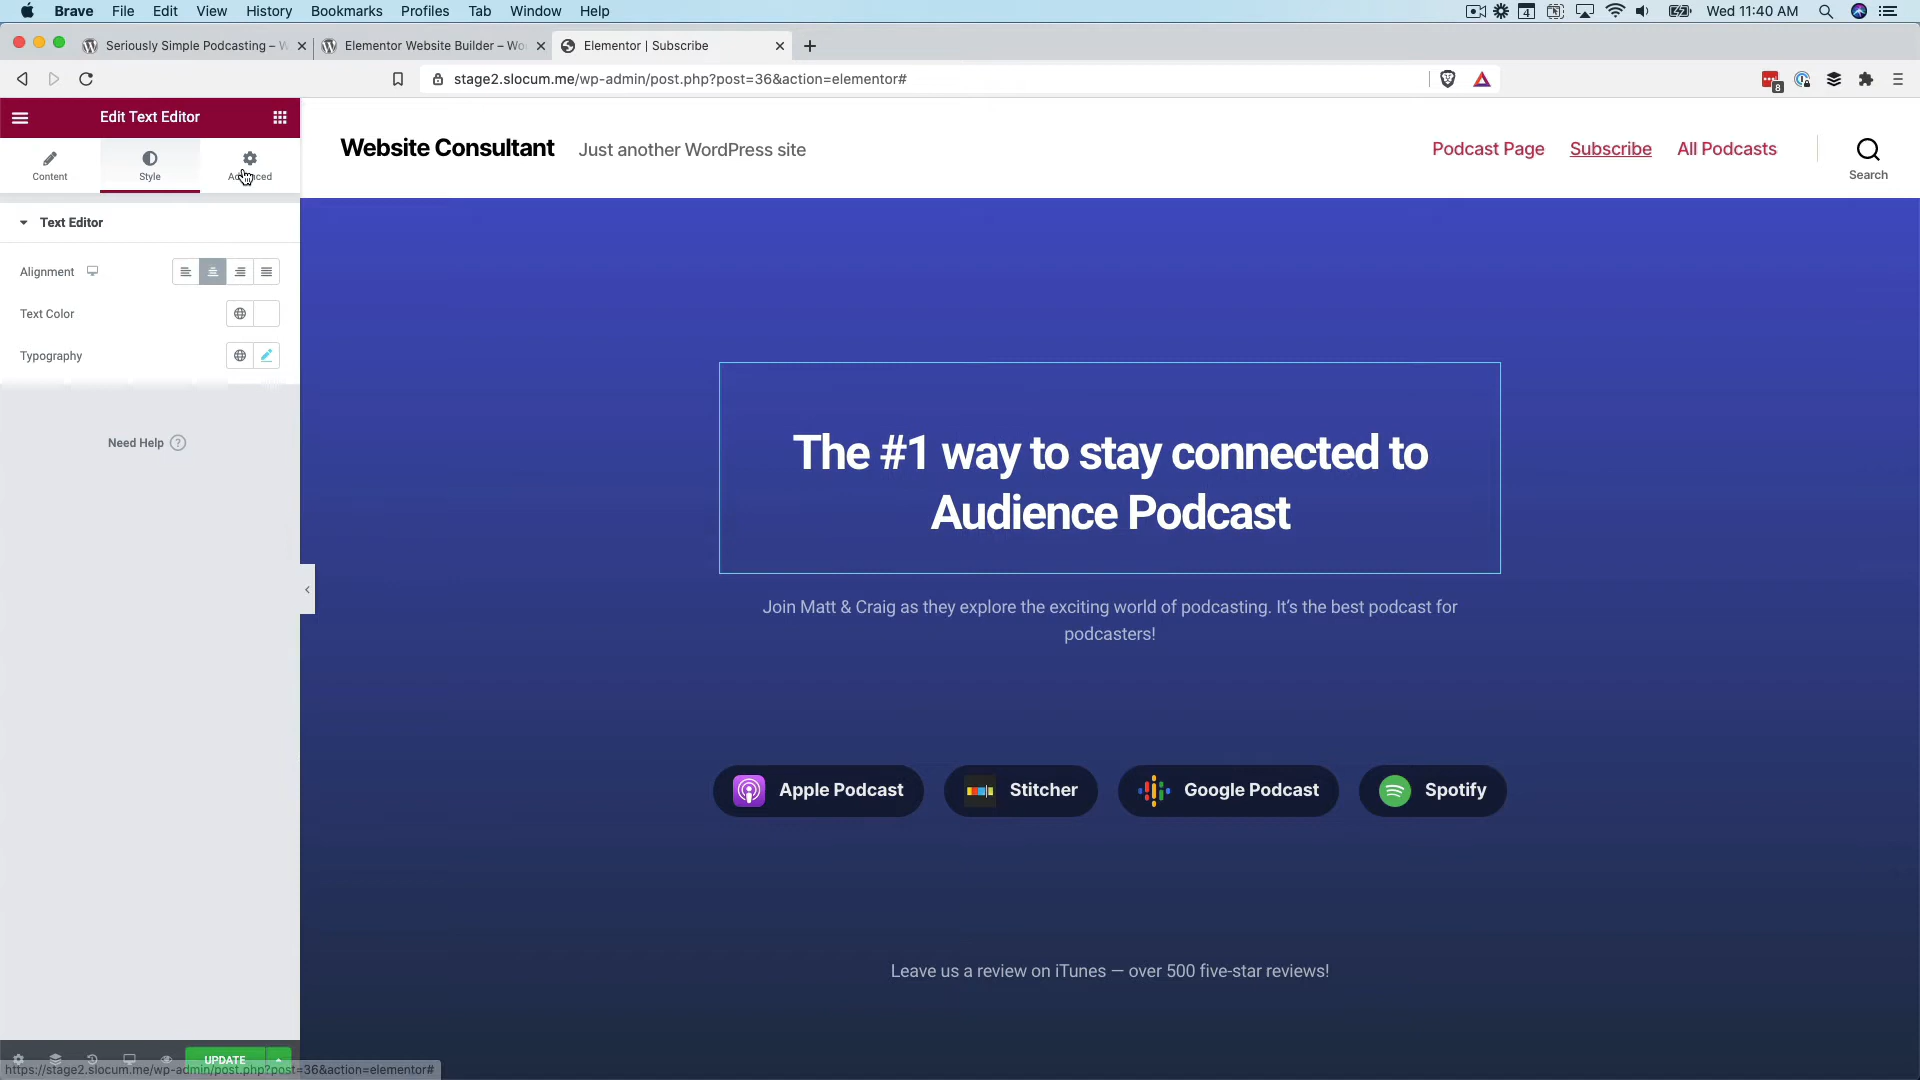 Brave File Edit View History Bookmarks Profiles Tab Window Help 4 Wed 11:40 AM
Seriously Simple Podcasting – W Elementor Website Builder – Wo Elementor | Subscribe
stage2.slocum.me/wp-admin/post.php?post=36&action=elementor# 8
Edit Text Editor
Content Style Advanced
Text Editor
Alignment
Text Color
Typography
Need Help ?
Website Consultant Just another WordPress site Podcast Page Subscribe All Podcasts Search
The #1 way to stay connected to
Audience Podcast
Join Matt & Craig as they explore the exciting world of podcasting. It’s the best podcast for
podcasters!
Apple Podcast Stitcher Google Podcast Spotify
Leave us a review on iTunes — over 500 five-star reviews!
UPDATE
https://stage2.slocum.me/wp-admin/post.php?post=36&action=elementor#